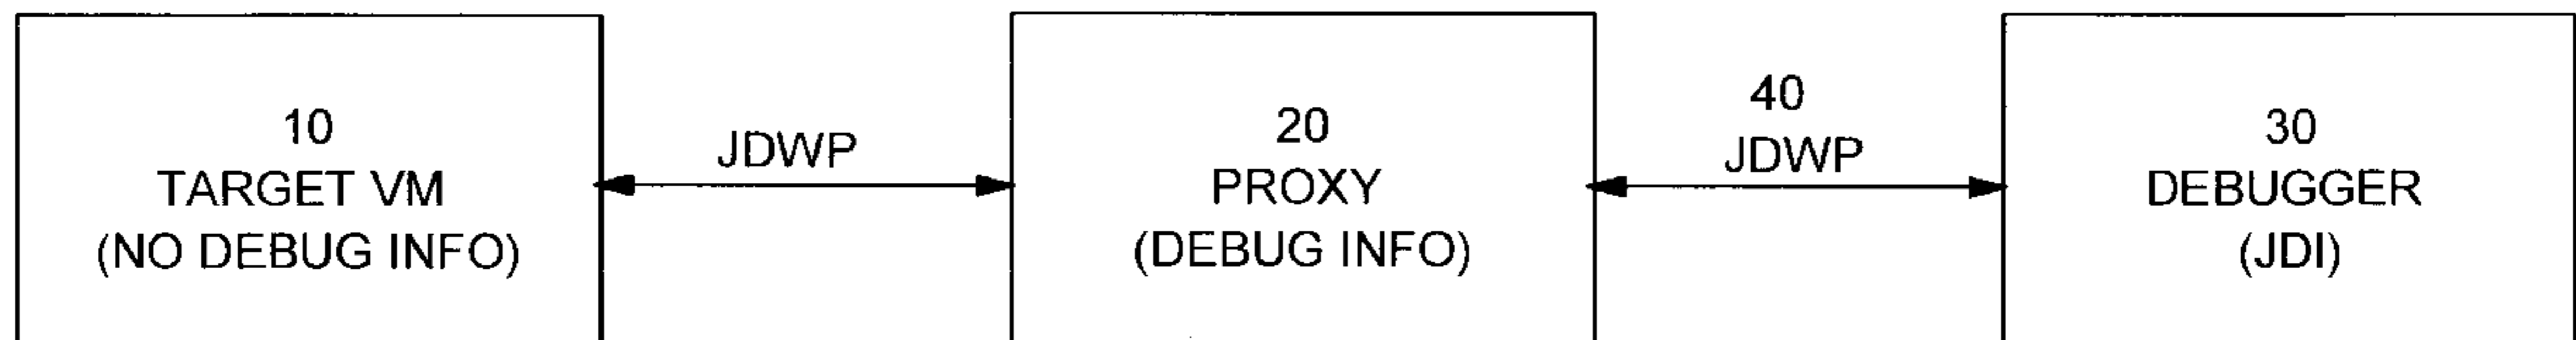 10
TARGET VM
(NO DEBUG INFO)
JDWP
20
PROXY
(DEBUG INFO)
40
JDWP
30
DEBUGGER
(JDI)